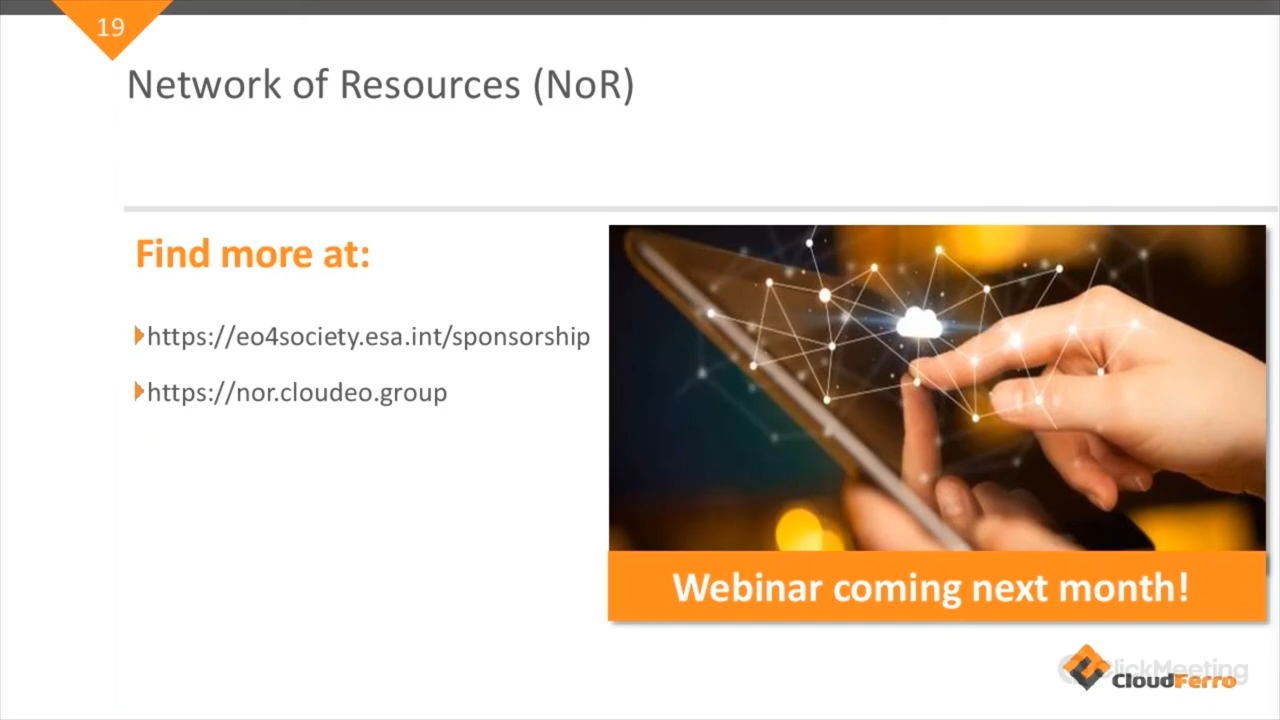 19
Network of Resources (NoR)
Find more at:
https://eo4society.esa.int/sponsorship
https://nor.cloudeo.group
Webinar coming next month!
ClickMeeting
CloudFerro